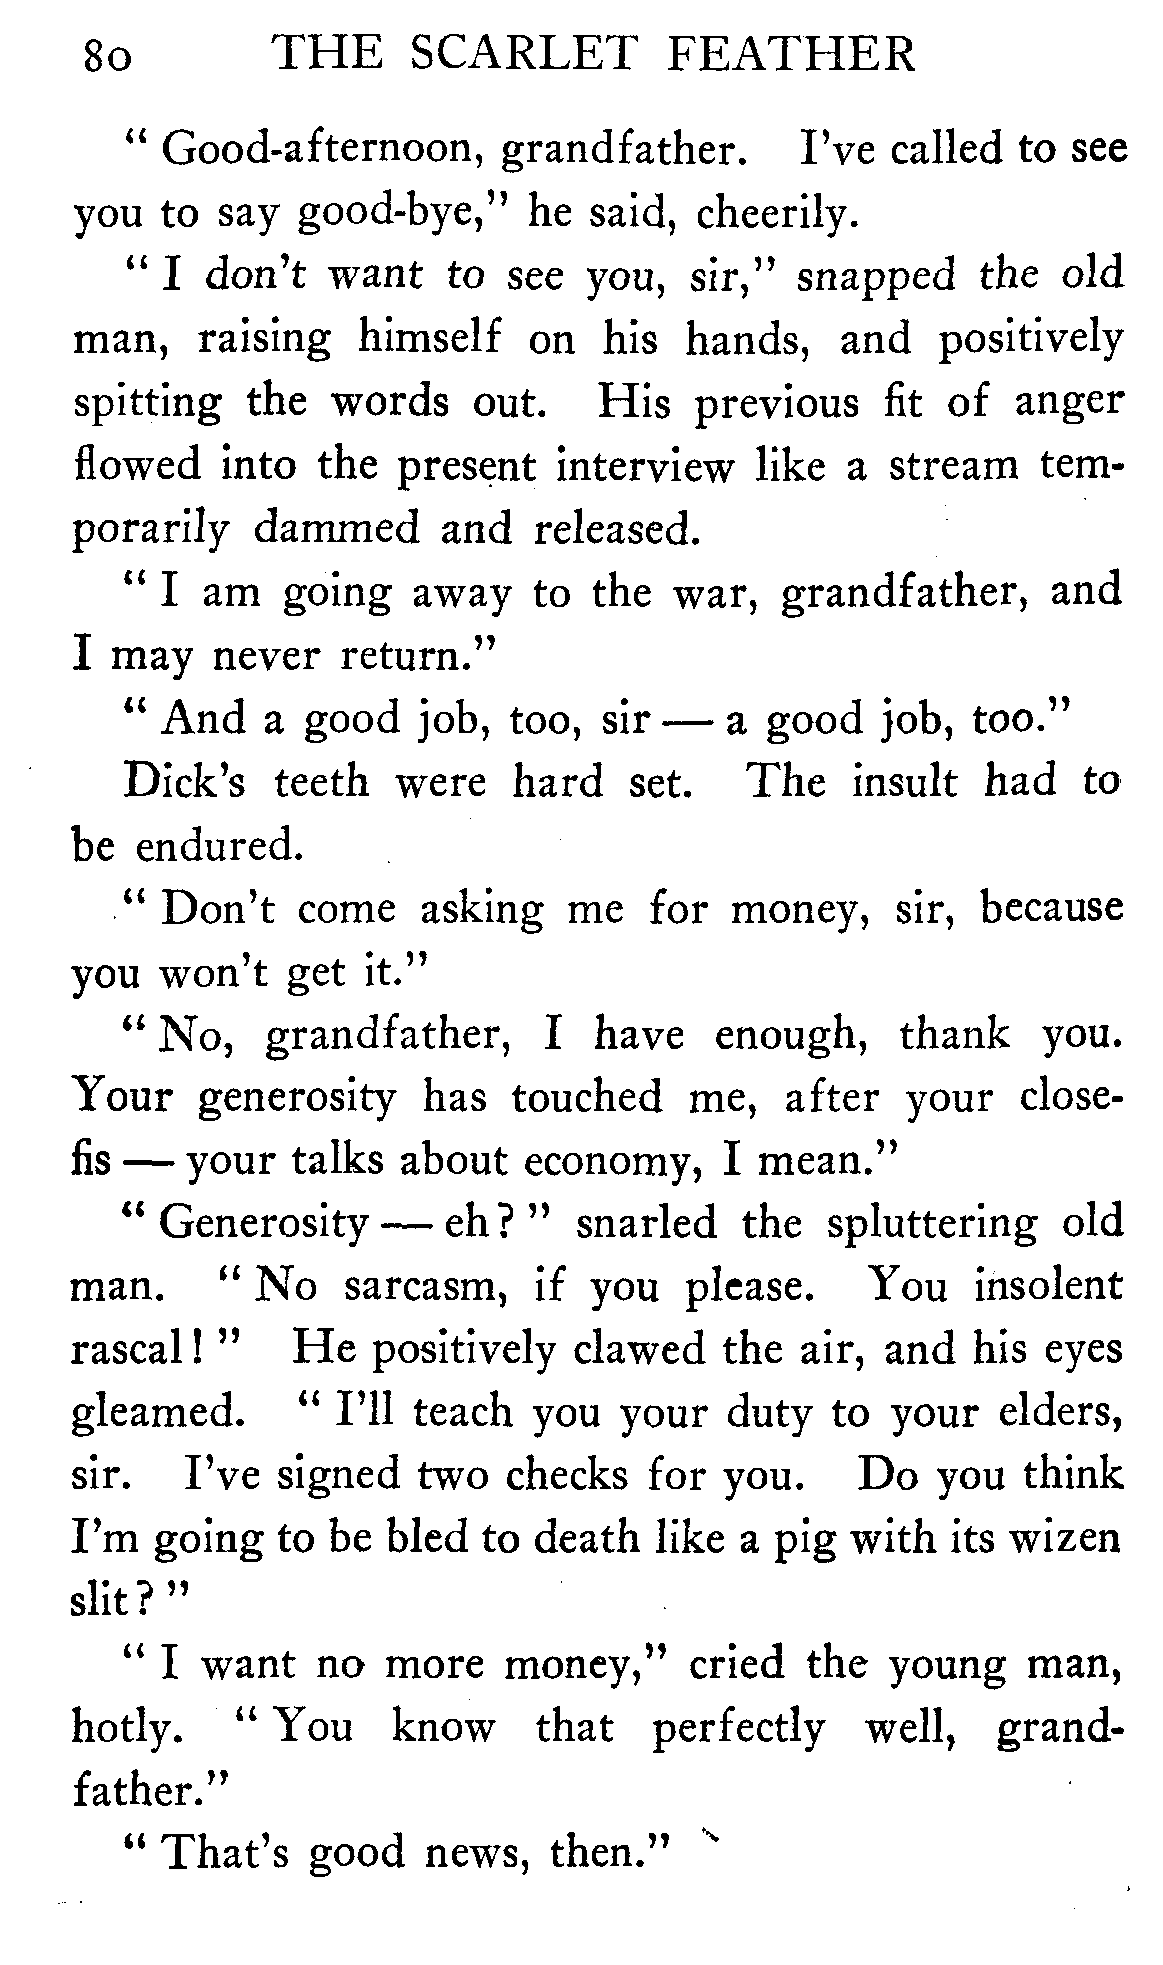 80 THE SCARLET FEATHER
“ Good-afternoon, grandfather. I’ve called to see
you to say good-bye,” he said, cheerily.
“ I don’t want to see you, sir,” snapped the old
man, raising himself on his hands, and positively
spitting the words out. His previous fit of anger
flowed into the present interview like a stream tem-
porarily dammed and released.
“ I am going away to the war, grandfather, and
I may never return.”
“ And a good job, too, sir — a good job, too.”
Dick’s teeth were hard set. The insult had to
be endured.
“ Don’t come asking me for money, sir, because
you won’t get it.”
“ No, grandfather, I have enough, thank you.
Your generosity has touched me, after your close-
fis — your talks about economy, I mean.”
“ Generosity — eh ? ” snarled the spluttering old
man. “ No sarcasm, if you please. You insolent
rascal ! ” He positively clawed the air, and his eyes
gleamed. “ I’ll teach you your duty to your elders,
sir. I’ve signed two checks for you. Do you think
I’m going to be bled to death like a pig with its wizen
slit ? ”
“ I want no more money,” cried the young man,
hotly. “ You know that perfectly well, grand-
father.”
“ That’s good news, then.”